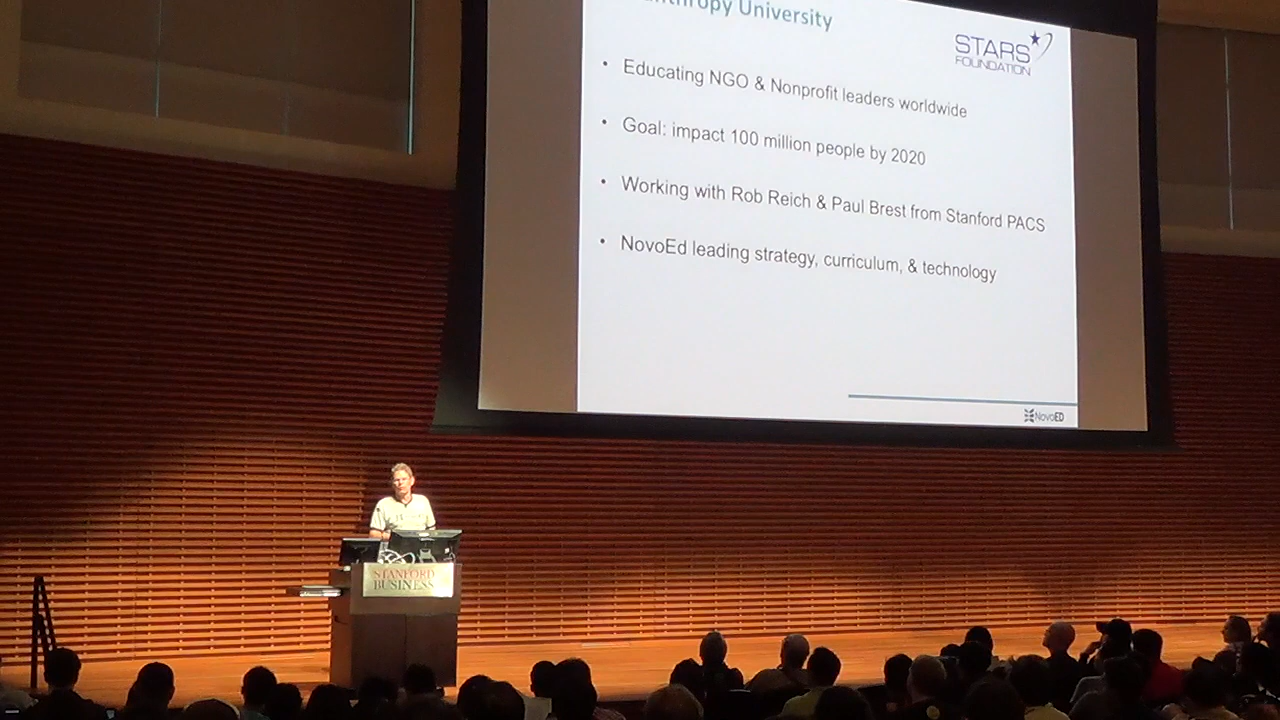 University
STARS
FOUNDATION
• Educating NGO & Nonprofit leaders worldwide
• Goal: impact 100 million people by 2020
• Working with Rob Reich & Paul Brest from Stanford PACS
• NovoEd leading strategy, curriculum, & technology
NovoED
STANFORD
BUSINESS